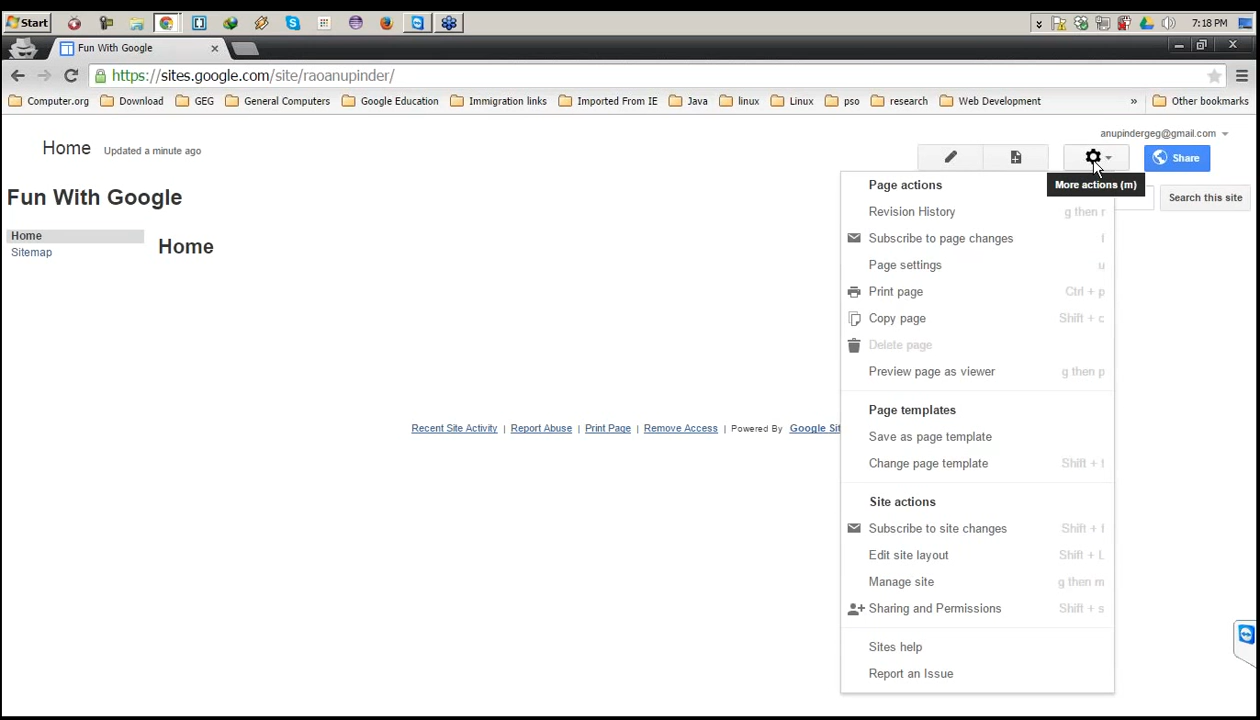 Start
7:18 PM
Fun With Google
https://sites.google.com/site/raoanupinder/
Computer.org Download GEG General Computers Google Education Immigration links Imported From IE Java linux Linux pso research Web Development » Other bookmarks
anupindergeg@gmail.com
Home Updated a minute ago
Share
More actions (m)
Fun With Google
Search this site
Home
Sitemap
Home
Recent Site Activity | Report Abuse | Print Page | Remove Access | Powered By Google Sit
Page actions
Revision History g then r
Subscribe to page changes
Page settings u
Print page Ctrl + p
Copy page Shift + c
Delete page
Preview page as viewer g then p
Page templates
Save as page template
Change page template Shift +
Site actions
Subscribe to site changes Shift +
Edit site layout Shift + L
Manage site g then m
Sharing and Permissions Shift + s
Sites help
Report an Issue